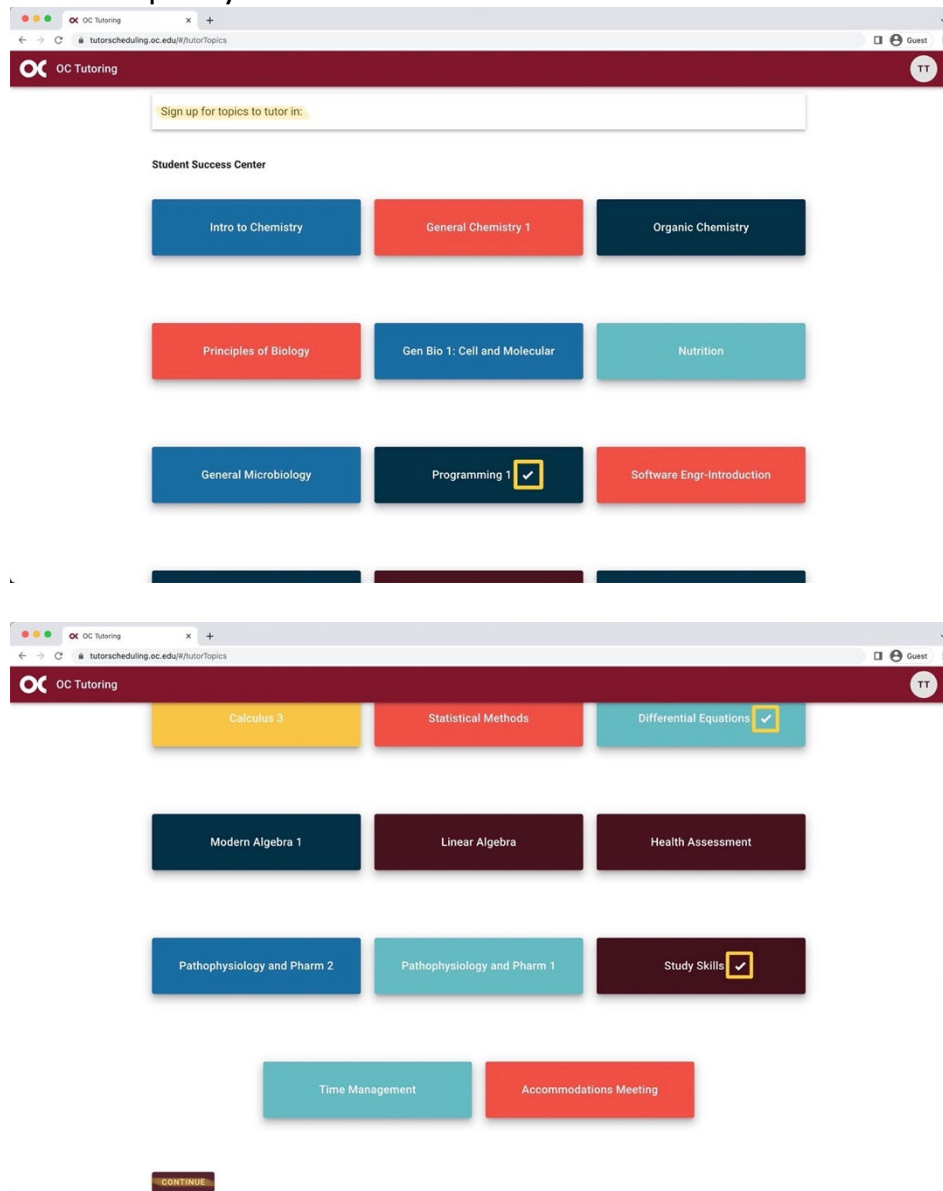 OC Tutoring
tutorscheduling.oc.edu/#/tutorTopics
Guest
OC Tutoring
TT
Sign up for topics to tutor in:
Student Success Center
Intro to Chemistry
General Chemistry 1
Organic Chemistry
Principles of Biology
Gen Bio 1: Cell and Molecular
Nutrition
General Microbiology
Programming 1
Software Engr-Introduction
OC Tutoring
tutorscheduling.oc.edu/#/tutorTopics
Guest
OC Tutoring
TT
Calculus 3
Statistical Methods
Differential Equations
Modern Algebra 1
Linear Algebra
Health Assessment
Pathophysiology and Pharm 2
Pathophysiology and Pharm 1
Study Skills
Time Management
Accommodations Meeting
CONTINUE